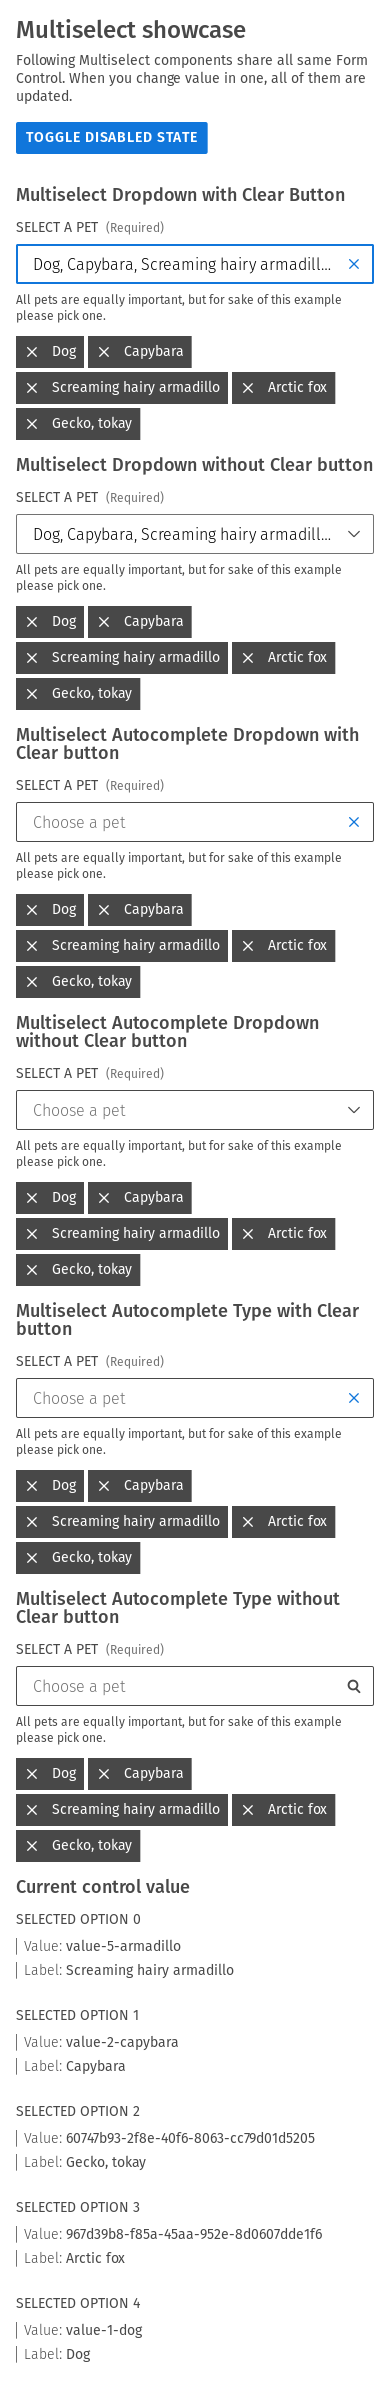 Multiselect showcase
Following Multiselect components share all same Form
Control. When you change value in one, all of them are
updated.
TOGGLE DISABLED STATE
Multiselect Dropdown with Clear Button
SELECT A PET (Required)
Dog, Capybara, Screaming hairy armadill...
All pets are equally important, but for sake of this example
please pick one.
Dog Capybara
Screaming hairy armadillo Arctic fox
Gecko, tokay
Multiselect Dropdown without Clear button
SELECT A PET (Required)
Dog, Capybara, Screaming hairy armadill...
All pets are equally important, but for sake of this example
please pick one.
Dog Capybara
Screaming hairy armadillo Arctic fox
Gecko, tokay
Multiselect Autocomplete Dropdown with
Clear button
SELECT A PET (Required)
Choose a pet
All pets are equally important, but for sake of this example
please pick one.
Dog Capybara
Screaming hairy armadillo Arctic fox
Gecko, tokay
Multiselect Autocomplete Dropdown
without Clear button
SELECT A PET (Required)
Choose a pet
All pets are equally important, but for sake of this example
please pick one.
Dog Capybara
Screaming hairy armadillo Arctic fox
Gecko, tokay
Multiselect Autocomplete Type with Clear
button
SELECT A PET (Required)
Choose a pet
All pets are equally important, but for sake of this example
please pick one.
Dog Capybara
Screaming hairy armadillo Arctic fox
Gecko, tokay
Multiselect Autocomplete Type without
Clear button
SELECT A PET (Required)
Choose a pet
All pets are equally important, but for sake of this example
please pick one.
Dog Capybara
Screaming hairy armadillo Arctic fox
Gecko, tokay
Current control value
SELECTED OPTION 0
Value: value-5-armadillo
Label: Screaming hairy armadillo
SELECTED OPTION 1
Value: value-2-capybara
Label: Capybara
SELECTED OPTION 2
Value: 60747b93-2f8e-40f6-8063-cc79d01d5205
Label: Gecko, tokay
SELECTED OPTION 3
Value: 967d39b8-f85a-45aa-952e-8d0607dde1f6
Label: Arctic fox
SELECTED OPTION 4
Value: value-1-dog
Label: Dog